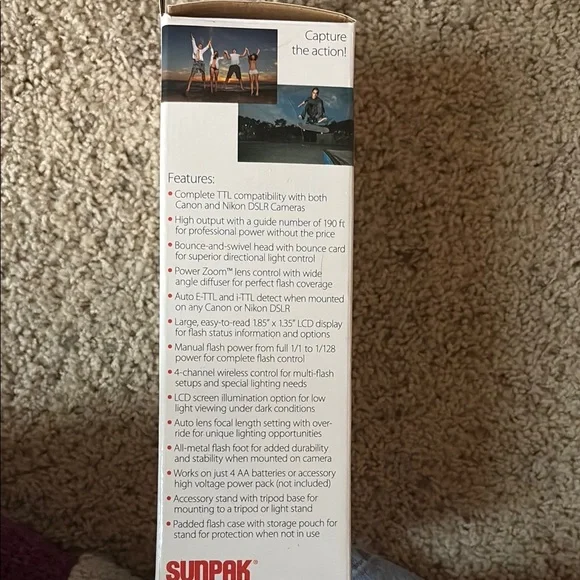 Capture
the action!
Features:
• Complete TTL compatibility with both
Canon and Nikon DSLR Cameras
• High output with a guide number of 190 ft
for professional power without the price
• Bounce-and-swivel head with bounce card
for superior directional light control
• Power Zoom™ lens control with wide
angle diffuser for perfect flash coverage
• Auto E-TTL and i-TTL detect when mounted
on any Canon or Nikon DSLR
• Large, easy-to-read 1.85” x 1.35” LCD display
for flash status information and options
• Manual flash power from full 1/1 to 1/128
power for complete flash control
• 4-channel wireless control for multi-flash
setups and special lighting needs
• LCD screen illumination option for low
light viewing under dark conditions
• Auto lens focal length setting with over-
ride for unique lighting opportunities
• All-metal flash foot for added durability
and stability when mounted on camera
• Works on just 4 AA batteries or accessory
high voltage power pack (not included)
• Accessory stand with tripod base for
mounting to a tripod or light stand
• Padded flash case with storage pouch for
stand for protection when not in use
SUNPAK®